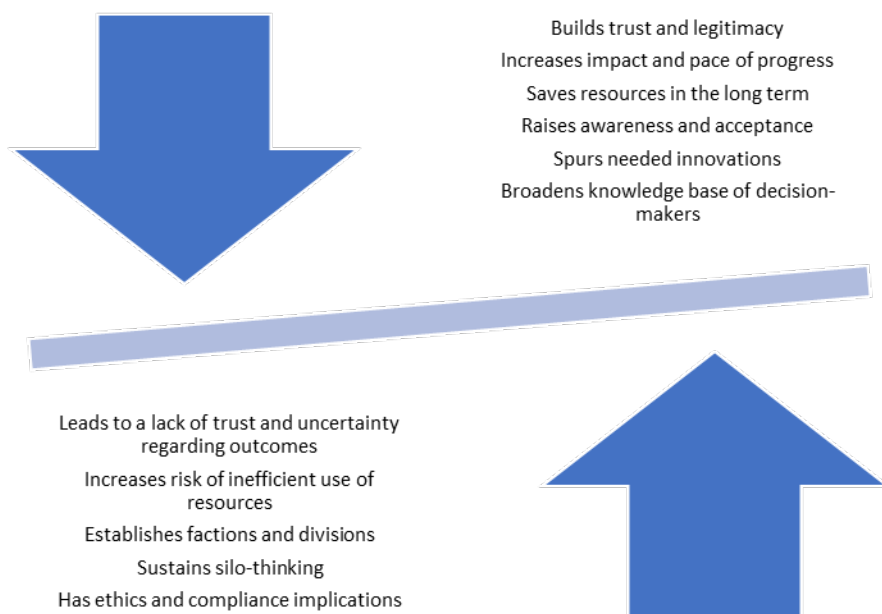 Builds trust and legitimacy
Increases impact and pace of progress
Saves resources in the long term
Raises awareness and acceptance
Spurs needed innovations
Broadens knowledge base of decision-
makers
Leads to a lack of trust and uncertainty
regarding outcomes
Increases risk of inefficient use of
resources
Establishes factions and divisions
Sustains silo-thinking
Has ethics and compliance implications